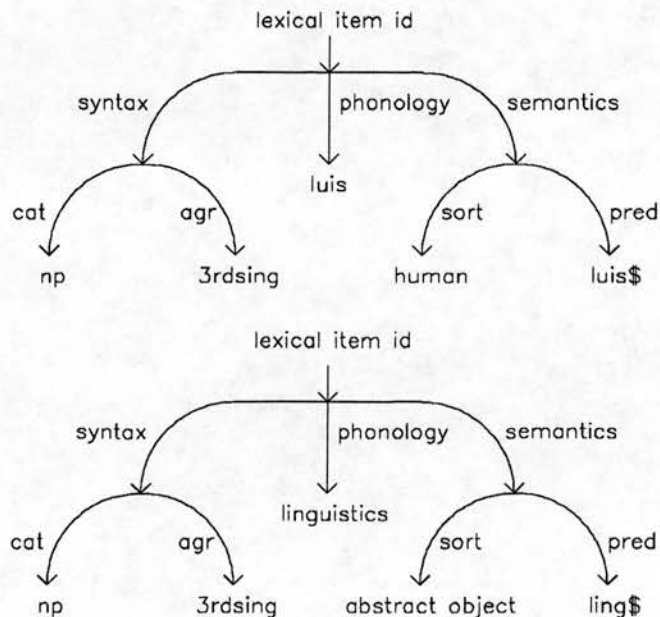 lexical item id
syntax phonology semantics
luis
cat agr sort pred
np 3rdsing human luis$
lexical item id
syntax phonology semantics
linguistics
cat agr sort pred
np 3rdsing abstract object ling$